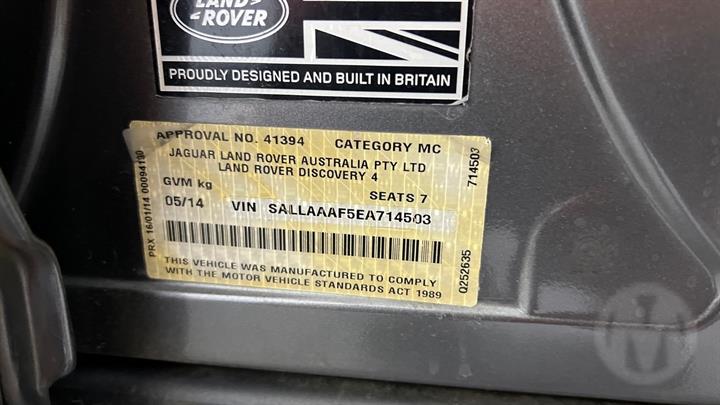 LAND
ROVER
PROUDLY DESIGNED AND BUILT IN BRITAIN
APPROVAL NO. 41394 CATEGORY MC
JAGUAR LAND ROVER AUSTRALIA PTY LTD
LAND ROVER DISCOVERY 4
GVM kg SEATS 7
05/14 VIN SALLAAAF5EA714503
THIS VEHICLE WAS MANUFACTURED TO COMPLY
WITH THE MOTOR VEHICLE STANDARDS ACT 1989
PRX 16/01/14 00094190
714503
Q252635